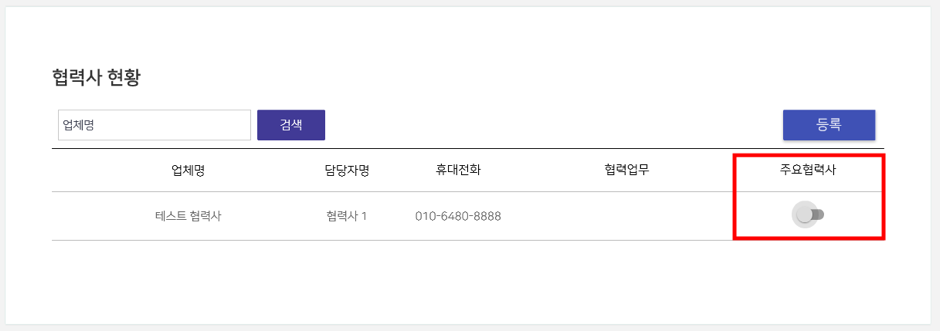 협력사 현황
업체명 검색 등록
업체명 담당자명 휴대전화 협력업무 주요협력사
테스트 협력사 협력사 1 010-6480-8888